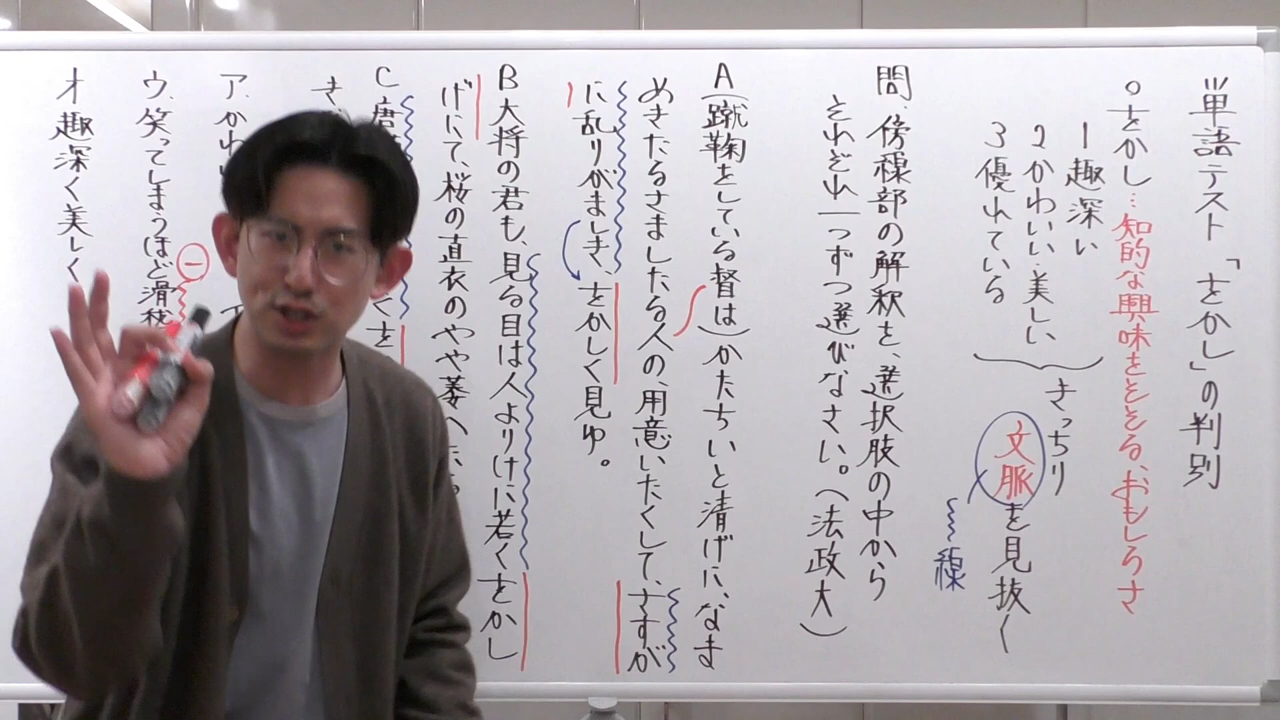 単語テスト「をかし」の判別
○をかし…知的な興味をそそる、おもしろさ
1 趣深い
2 かわいい・美しい
3 優れている
きっちり
文脈を見抜く
線
問、傍線部の解釈を、選択肢の中から
それぞれ一つずつ選びなさい。(法政大)
A(蹴鞠をしている督は)かたちいと清げに、なま
めきたるさましたる人の、用意いたくして、さすが
に乱りがましき、をかしく見ゆ。
B 大将の君も、見る目は人よりけに若くをかし
げにて、桜の直衣のやや萎へた
C 唐
くを
き
ア、かわい
ウ、笑ってしまうほど滑稽
一
オ 趣深く美しく